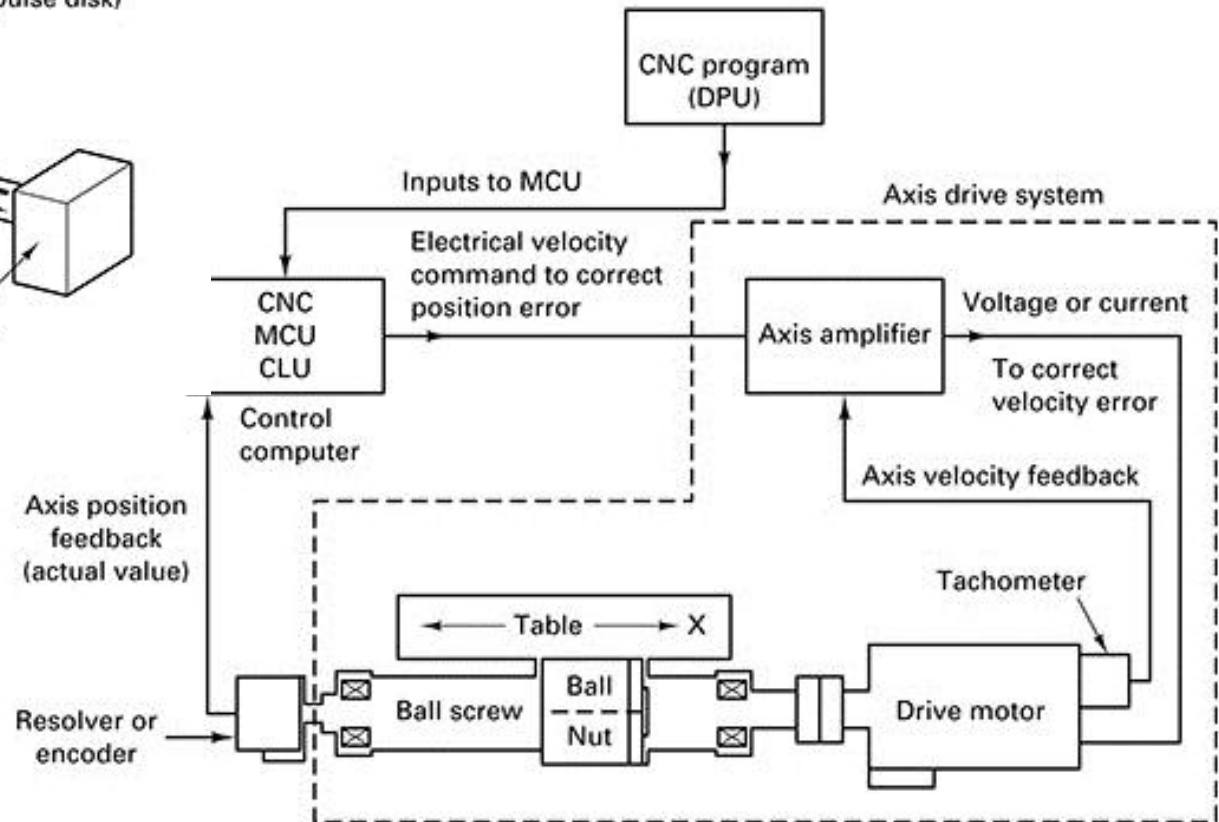 pulse disk)
CNC program
(DPU)
Inputs to MCU
Axis drive system
Electrical velocity
command to correct
position error
CNC
MCU
CLU
Axis amplifier
Voltage or current
To correct
velocity error
Control
computer
Axis velocity feedback
Axis position
feedback
(actual value)
Tachometer
Table
X
Ball
Nut
Ball screw
Drive motor
Resolver or
encoder